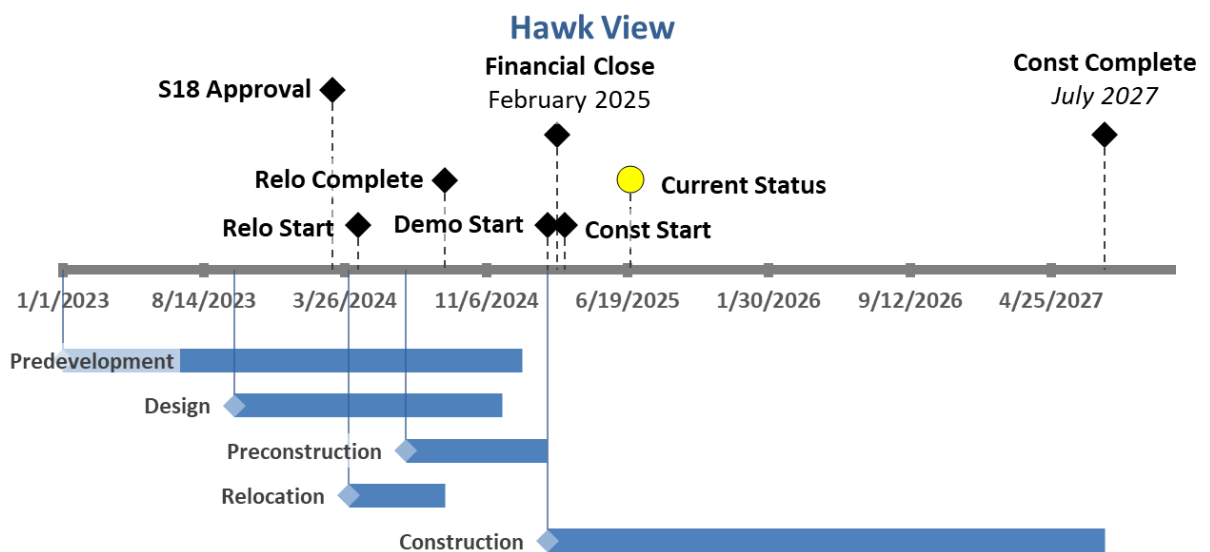 Hawk View
Financial Close
February 2025
Const Complete
July 2027
S18 Approval
Relo Complete
Current Status
Relo Start
Demo Start
Const Start
1/1/2023
8/14/2023
3/26/2024
11/6/2024
6/19/2025
1/30/2026
9/12/2026
4/25/2027
Predevelopment
Design
Preconstruction
Relocation
Construction